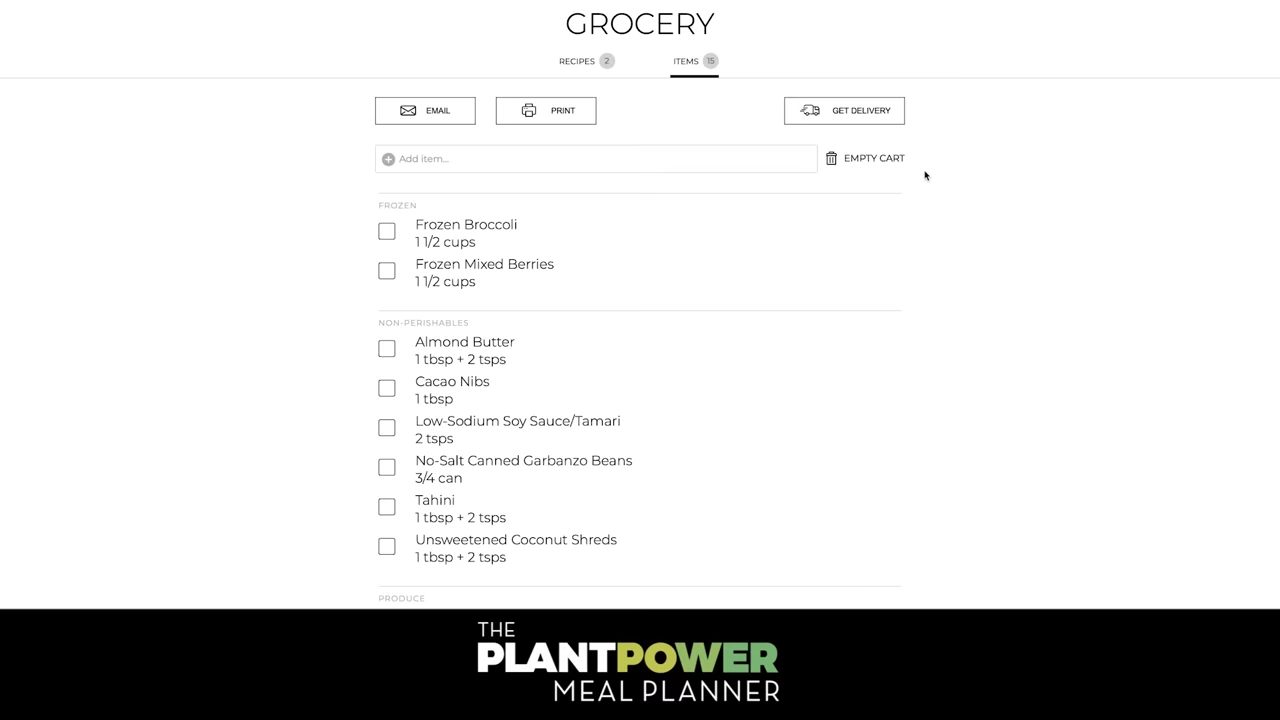 GROCERY
RECIPES 2 ITEMS 15
EMAIL PRINT GET DELIVERY
Add item... EMPTY CART
FROZEN
Frozen Broccoli
1 1/2 cups
Frozen Mixed Berries
1 1/2 cups
NON-PERISHABLES
Almond Butter
1 tbsp + 2 tsps
Cacao Nibs
1 tbsp
Low-Sodium Soy Sauce/Tamari
2 tsps
No-Salt Canned Garbanzo Beans
3/4 can
Tahini
1 tbsp + 2 tsps
Unsweetened Coconut Shreds
1 tbsp + 2 tsps
PRODUCE
THE
PLANTPOWER
MEAL PLANNER